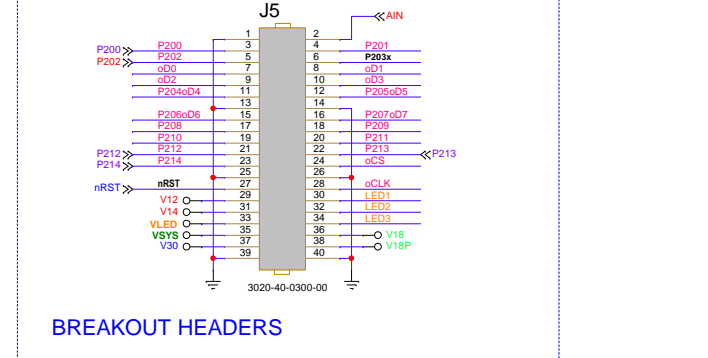 J5
1 2 AIN
P200 P200 3 4 P201
P202 P202 5 6 P203x
oD0 7 8 oD1
oD2 9 10 oD3
P204oD4 11 12 P205oD5
13 14
P206oD6 15 16 P207oD7
P208 17 18 P209
P210 19 20 P211
P212 P212 21 22 P213 P213
P214 P214 23 24 oCS
25 26
nRST nRST 27 28 oCLK
V12 29 30 LED1
V14 31 32 LED2
VLED 33 34 LED3
VSYS 35 36 V18
V30 37 38 V18P
39 40
3020-40-0300-00
BREAKOUT HEADERS